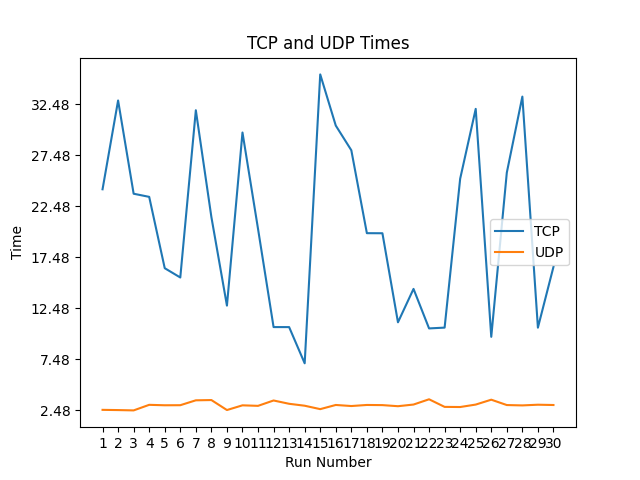 TCP and UDP Times
Time
32.48
27.48
22.48
17.48
12.48
7.48
2.48
TCP
UDP
1 2 3 4 5 6 7 8 9 10 11 12 13 14 15 16 17 18 19 20 21 22 23 24 25 26 27 28 29 30
Run Number